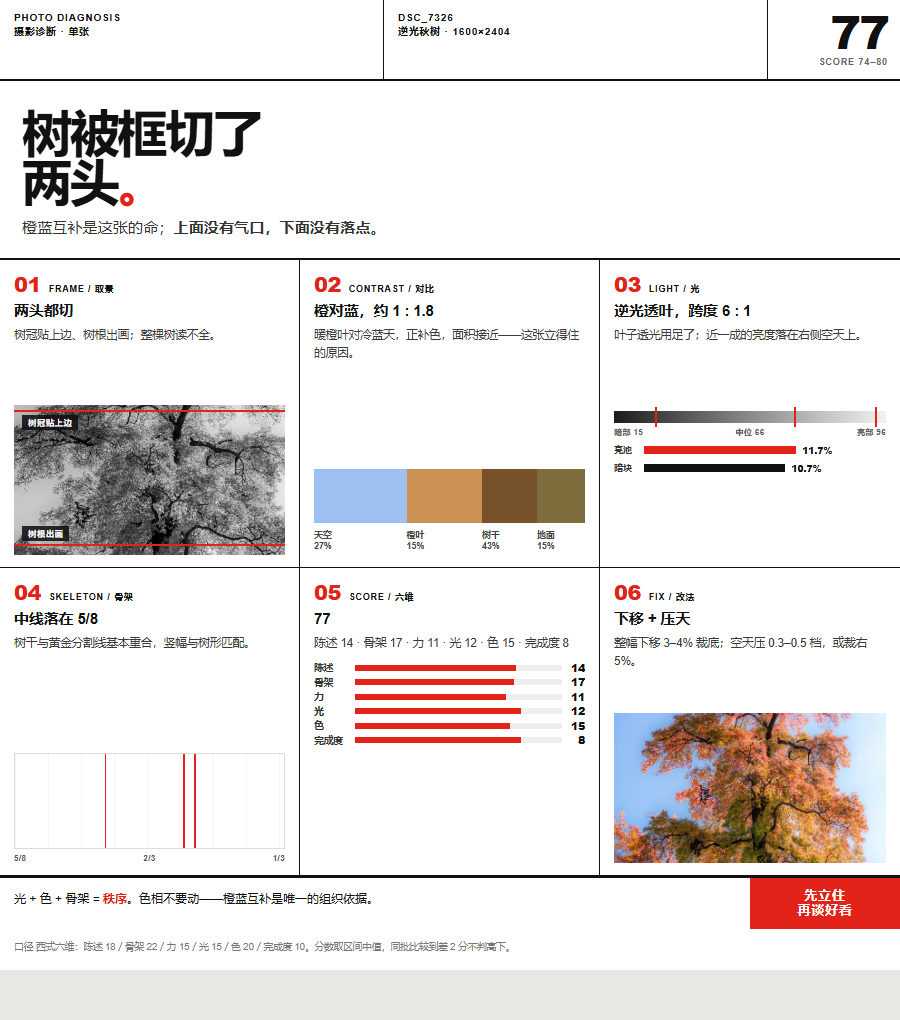 PHOTO DIAGNOSIS
摄影诊断 · 单张
DSC_7326
逆光秋树 · 1600×2404
77
SCORE 74–80
树被框切了
两头。
橙蓝互补是这张的命；上面没有气口，下面没有落点。
01 FRAME / 取景
两头都切
树冠贴上边、树根出画；整棵树读不全。
树冠贴上边
树根出画
02 CONTRAST / 对比
橙对蓝，约 1 : 1.8
暖橙叶对冷蓝天，正补色，面积接近——这张立得住
的原因。
天空 橙叶 树干 地面
27% 15% 43% 15%
03 LIGHT / 光
逆光透叶，跨度 6 : 1
叶子透光用足了；近一成的亮度落在右侧空天上。
暗部 15 中位 66 亮部 96
亮池 11.7%
暗块 10.7%
04 SKELETON / 骨架
中线落在 5/8
树干与黄金分割线基本重合，竖幅与树形匹配。
5/8 2/3 1/3
05 SCORE / 六维
77
陈述 14 · 骨架 17 · 力 11 · 光 12 · 色 15 · 完成度 8
陈述 14
骨架 17
力 11
光 12
色 15
完成度 8
06 FIX / 改法
下移 + 压天
整幅下移 3–4% 裁底；空天压 0.3–0.5 档，或裁右
5%。
光 + 色 + 骨架 = 秩序。色相不要动——橙蓝互补是唯一的组织依据。
先立住
再谈好看
口径 西式六维：陈述 18 / 骨架 22 / 力 15 / 光 15 / 色 20 / 完成度 10。分数取区间中值，同批比较到差 2 分不判高下。